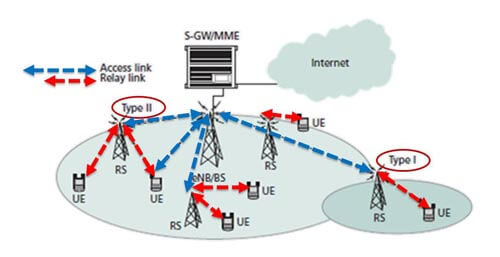 S-GW/MME
Internet
Access link
Relay link
Type II
UE
RS
RS
Type I
eNB/BS
UE
UE
UE
RS
UE
RS
UE